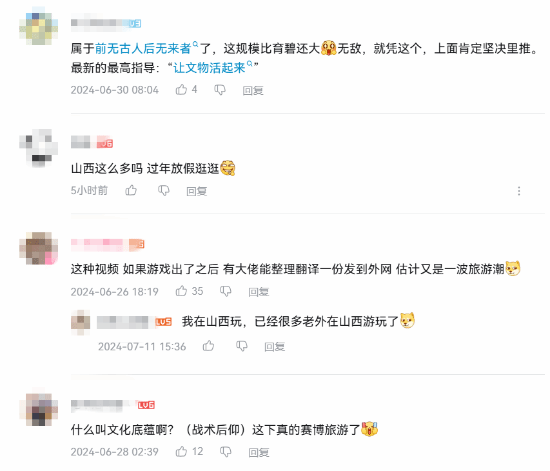 LV5
属于前无古人后无来者了，这规模比育碧还大无敌，就凭这个，上面肯定坚决里推。
最新的最高指导：“让文物活起来”
2024-06-30 08:04 4 回复
LV6
山西这么多吗 过年放假逛逛
5小时前 回复
这种视频 如果游戏出了之后 有大佬能整理翻译一份发到外网 估计又是一波旅游潮
2024-06-26 18:19 35 回复
LV5 我在山西玩，已经很多老外在山西游玩了
2024-07-11 15:36 回复
LV6
什么叫文化底蕴啊？（战术后仰）这下真的赛博旅游了
2024-06-28 02:39 12 回复